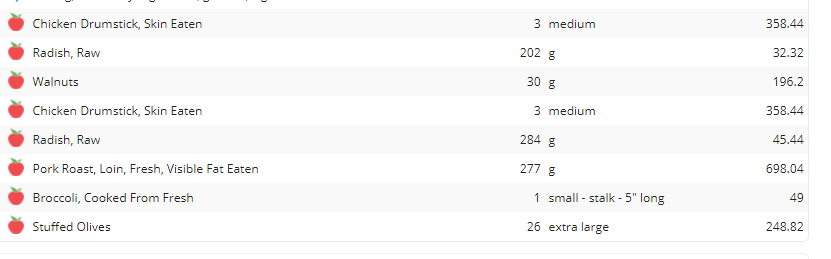 Chicken Drumstick, Skin Eaten 3 medium 358.44
Radish, Raw 202 g 32.32
Walnuts 30 g 196.2
Chicken Drumstick, Skin Eaten 3 medium 358.44
Radish, Raw 284 g 45.44
Pork Roast, Loin, Fresh, Visible Fat Eaten 277 g 698.04
Broccoli, Cooked From Fresh 1 small - stalk - 5" long 49
Stuffed Olives 26 extra large 248.82